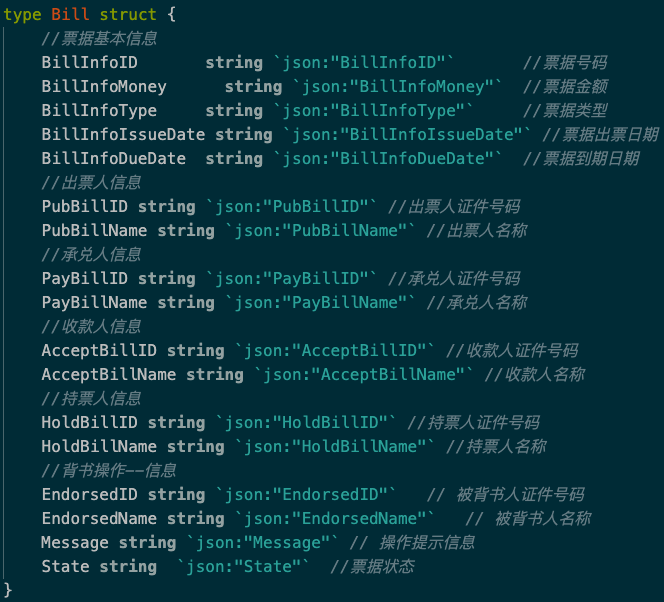 type Bill struct {
//票据基本信息
BillInfoID string `json:"BillInfoID"` //票据号码
BillInfoMoney string `json:"BillInfoMoney"` //票据金额
BillInfoType string `json:"BillInfoType"` //票据类型
BillInfoIssueDate string `json:"BillInfoIssueDate"` //票据出票日期
BillInfoDueDate string `json:"BillInfoDueDate"` //票据到期日期
//出票人信息
PubBillID string `json:"PubBillID"` //出票人证件号码
PubBillName string `json:"PubBillName"` //出票人名称
//承兑人信息
PayBillID string `json:"PayBillID"` //承兑人证件号码
PayBillName string `json:"PayBillName"` //承兑人名称
//收款人信息
AcceptBillID string `json:"AcceptBillID"` //收款人证件号码
AcceptBillName string `json:"AcceptBillName"` //收款人名称
//持票人信息
HoldBillID string `json:"HoldBillID"` //持票人证件号码
HoldBillName string `json:"HoldBillName"` //持票人名称
//背书操作--信息
EndorsedID string `json:"EndorsedID"` // 被背书人证件号码
EndorsedName string `json:"EndorsedName"` // 被背书人名称
Message string `json:"Message"` // 操作提示信息
State string `json:"State"` //票据状态
}